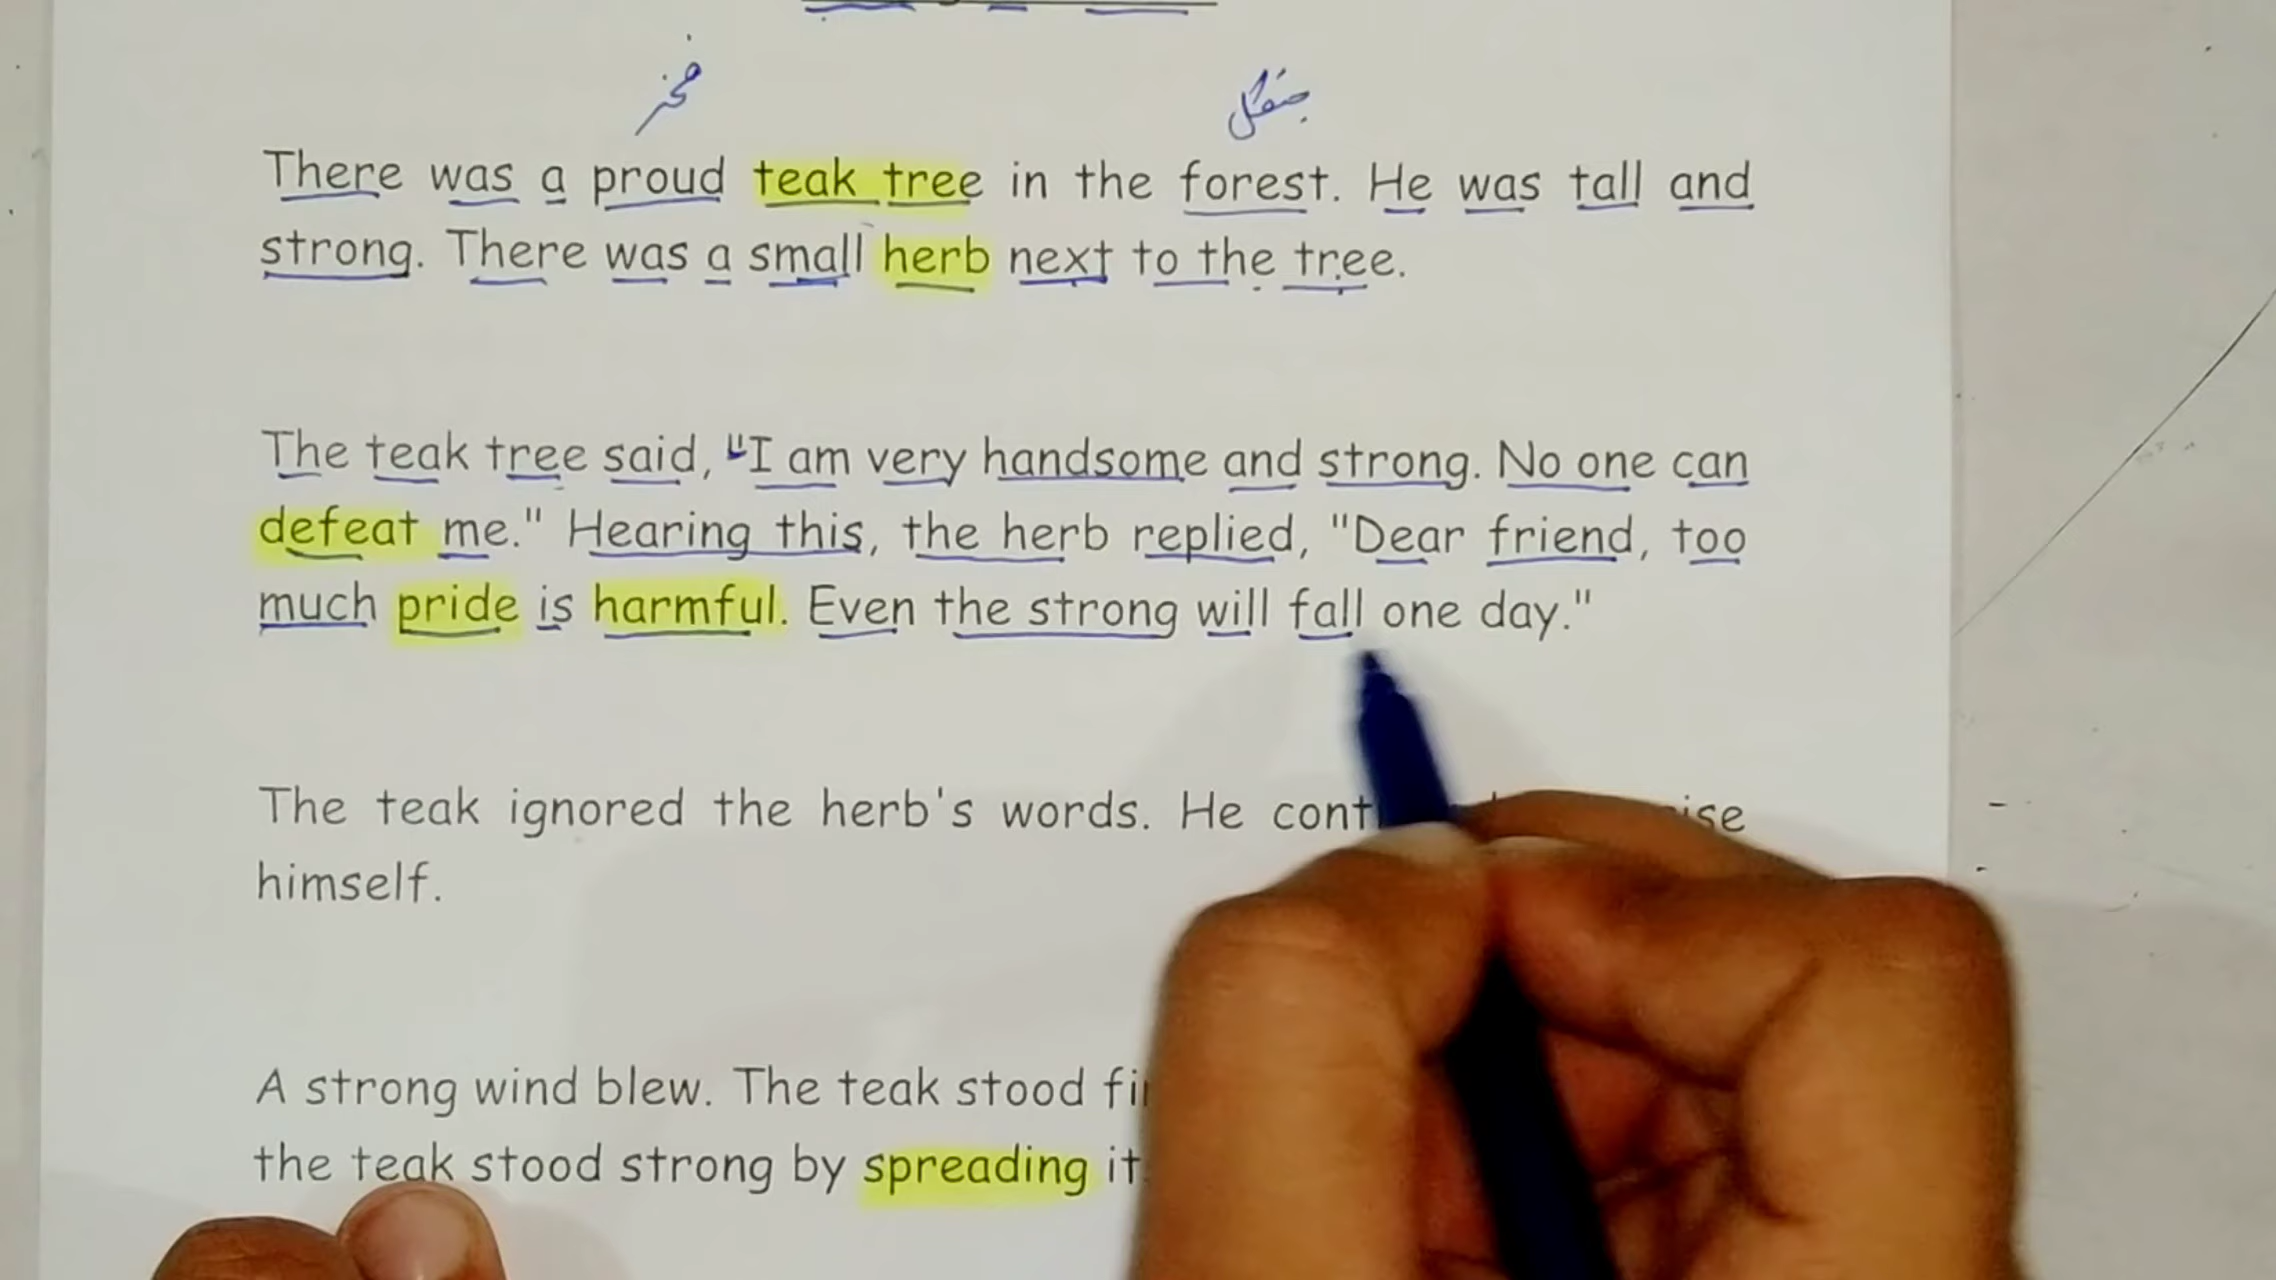 فخر جنگل
There was a proud teak tree in the forest. He was tall and
strong. There was a small herb next to the tree.
The teak tree said, "I am very handsome and strong. No one can
defeat me." Hearing this, the herb replied, "Dear friend, too
much pride is harmful. Even the strong will fall one day."
The teak ignored the herb's words. He
himself.
A strong wind blew. The teak stood
the teak stood strong by spreading